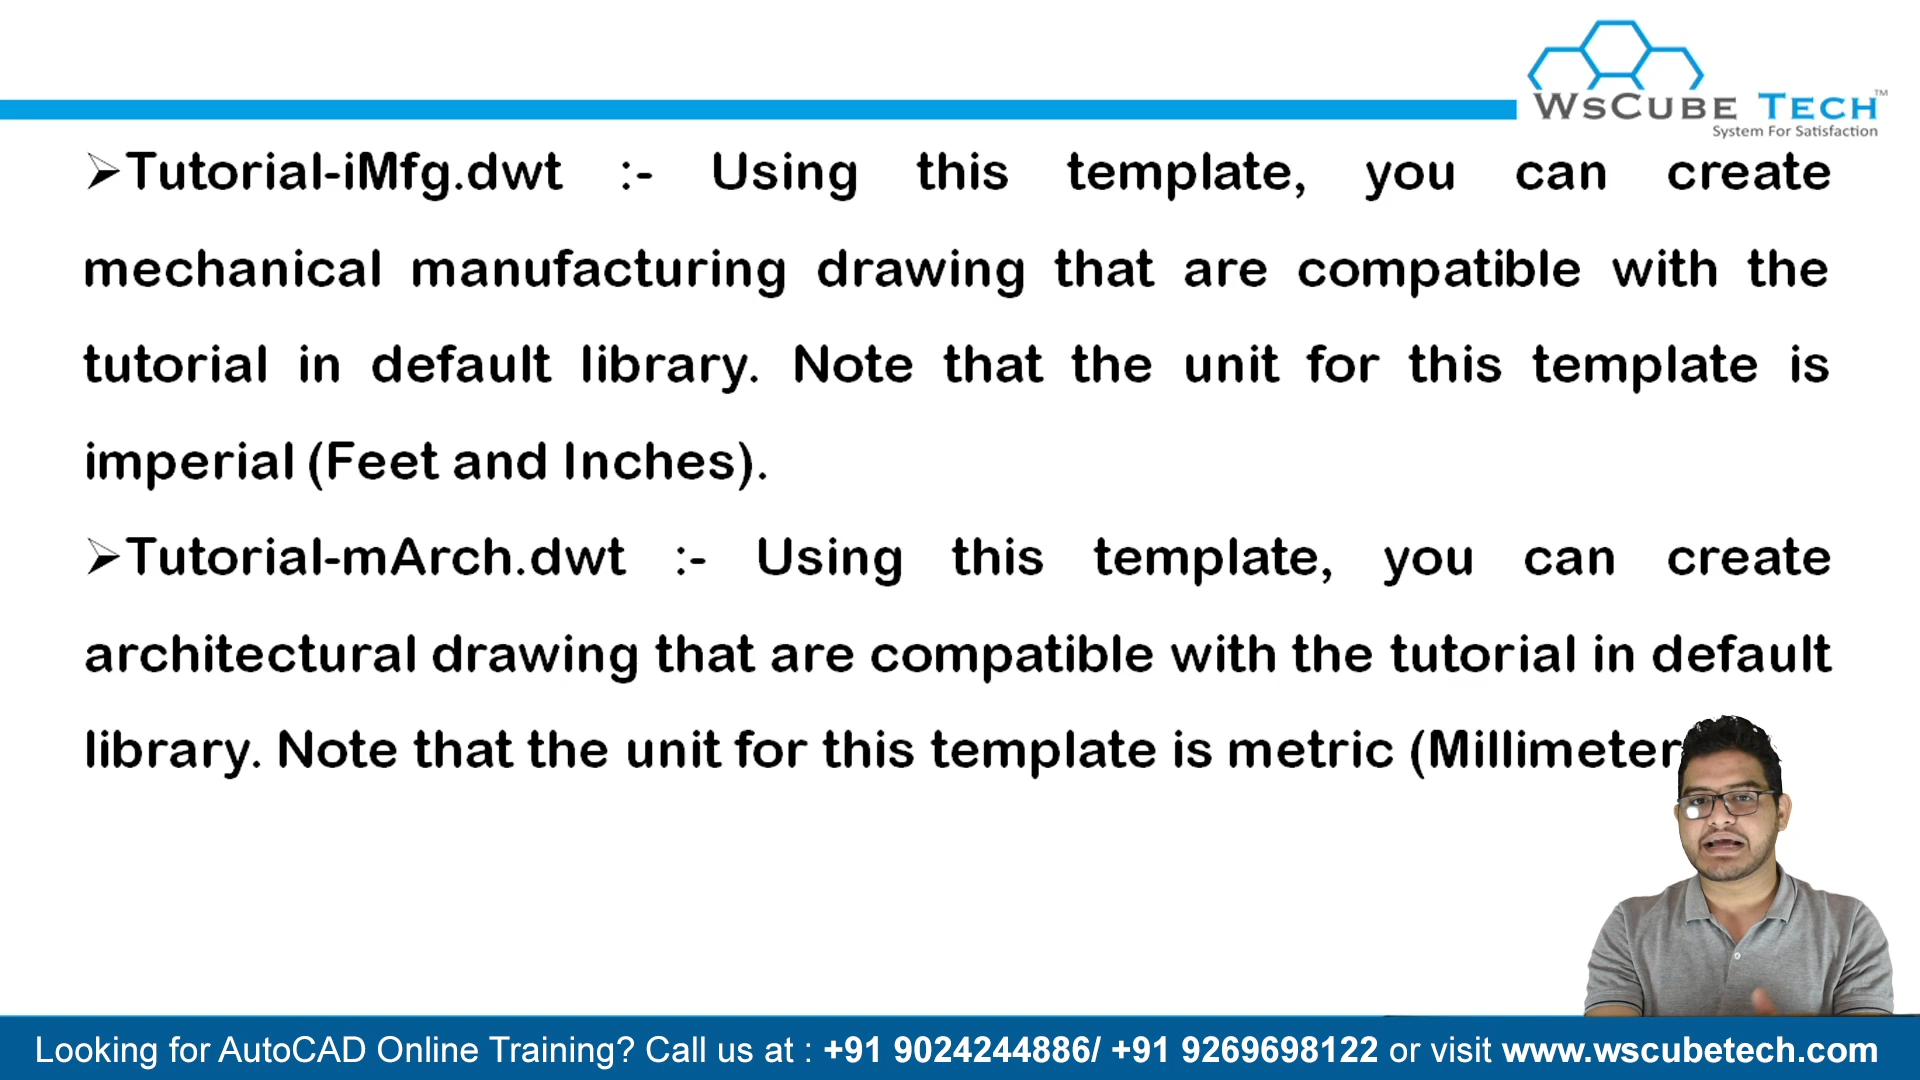 WsCube Tech™
System For Satisfaction
➢Tutorial-iMfg.dwt :- Using this template, you can create
mechanical manufacturing drawing that are compatible with the
tutorial in default library. Note that the unit for this template is
imperial (Feet and Inches).
➢Tutorial-mArch.dwt :- Using this template, you can create
architectural drawing that are compatible with the tutorial in default
library. Note that the unit for this template is metric (Millimeter
Looking for AutoCAD Online Training? Call us at : +91 9024244886/ +91 9269698122 or visit www.wscubetech.com